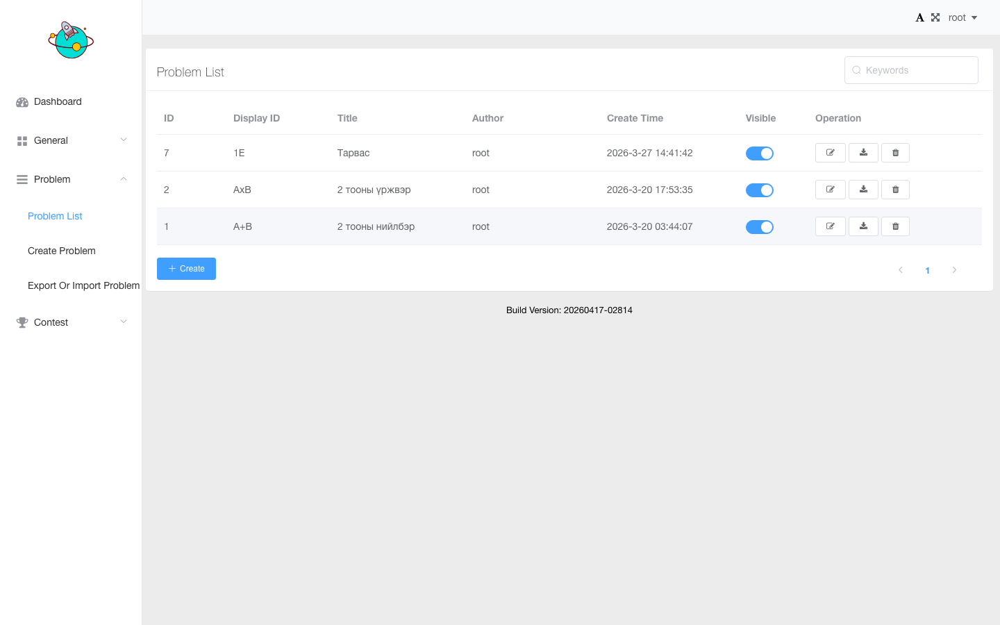 A root
Dashboard
General
Problem
Problem List
Create Problem
Export Or Import Problem
Contest
Problem List
Keywords
ID Display ID Title Author Create Time Visible Operation
7 1E Тарвас root 2026-3-27 14:41:42
2 AxB 2 тооны үржвэр root 2026-3-20 17:53:35
1 A+B 2 тооны нийлбэр root 2026-3-20 03:44:07
Create
1
Build Version: 20260417-02814